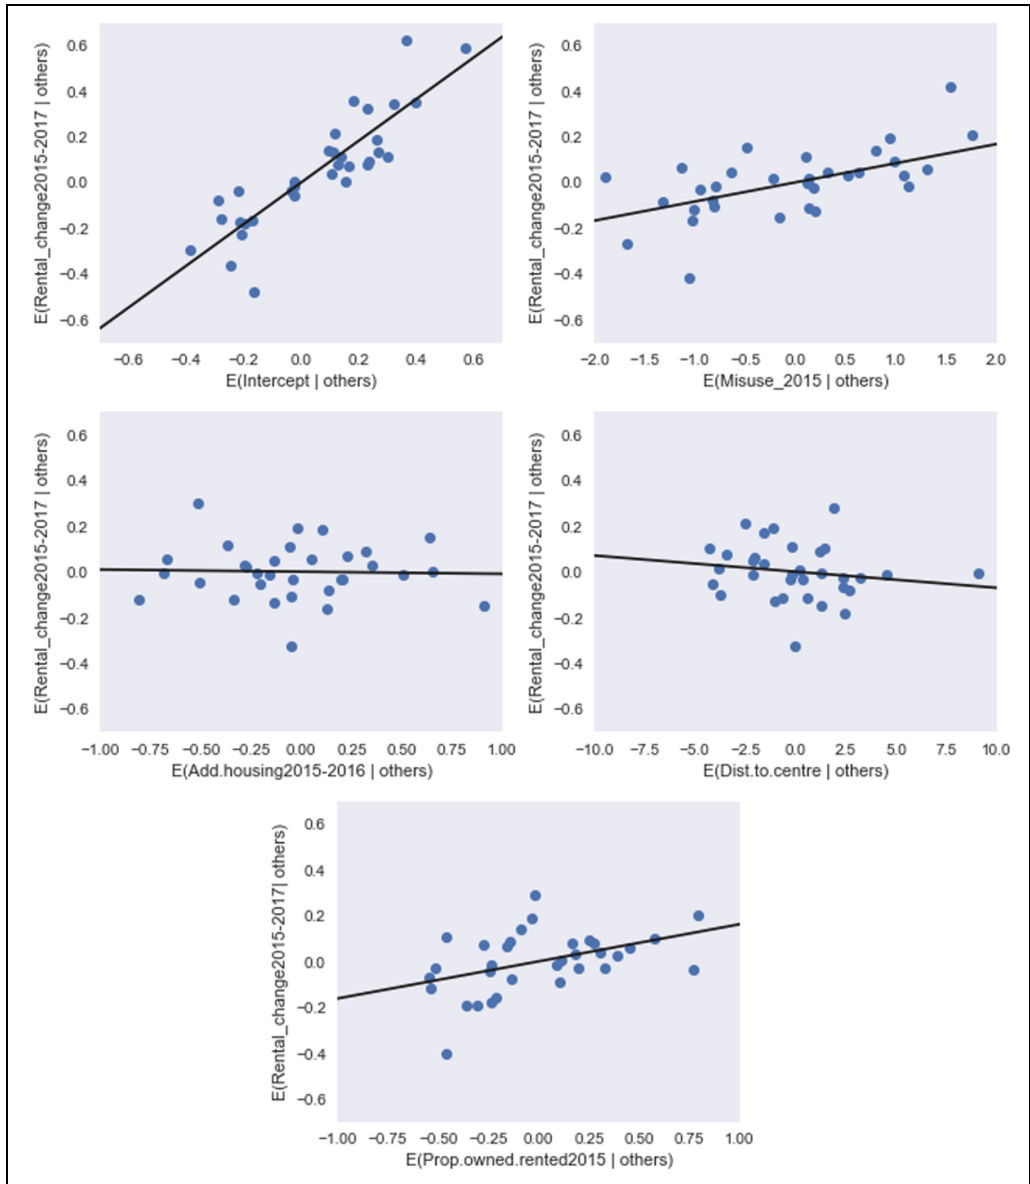 E(Rental_change2015-2017 | others)
0.6
0.4
0.2
0.0
−0.2
−0.4
−0.6
−0.6 −0.4 −0.2 0.0 0.2 0.4 0.6
E(Intercept | others)
E(Rental_change2015-2017 | others)
0.6
0.4
0.2
0.0
−0.2
−0.4
−0.6
−2.0 −1.5 −1.0 −0.5 0.0 0.5 1.0 1.5 2.0
E(Misuse_2015 | others)
E(Rental_change2015-2017 | others)
0.6
0.4
0.2
0.0
−0.2
−0.4
−0.6
−1.00 −0.75 −0.50 −0.25 0.00 0.25 0.50 0.75 1.00
E(Add.housing2015-2016 | others)
E(Rental_change2015-2017 | others)
0.6
0.4
0.2
0.0
−0.2
−0.4
−0.6
−10.0 −7.5 −5.0 −2.5 0.0 2.5 5.0 7.5 10.0
E(Dist.to.centre | others)
E(Rental_change2015-2017| others)
0.6
0.4
0.2
0.0
−0.2
−0.4
−0.6
−1.00 −0.75 −0.50 −0.25 0.00 0.25 0.50 0.75 1.00
E(Prop.owned.rented2015 | others)